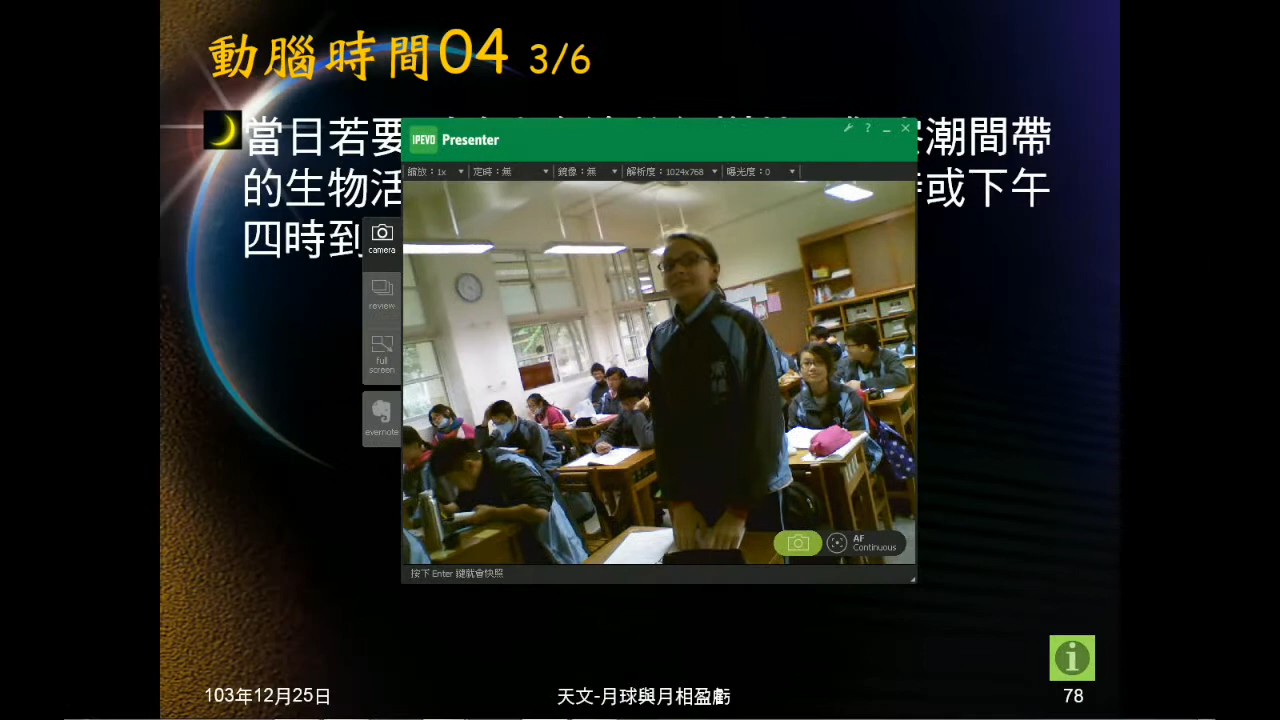 動腦時間04 3/6
當日若要
潮間帶
的生物活
或下午
四時到
IPEVO Presenter
? _ ×
縮放：1x 定時：無 鏡像：無 解析度：1024x768 曝光度：0
camera
review
full
screen
evernote
AF
Continuous
按下 Enter 鍵就會快照
i
103年12月25日 天文-月球與月相盈虧 78